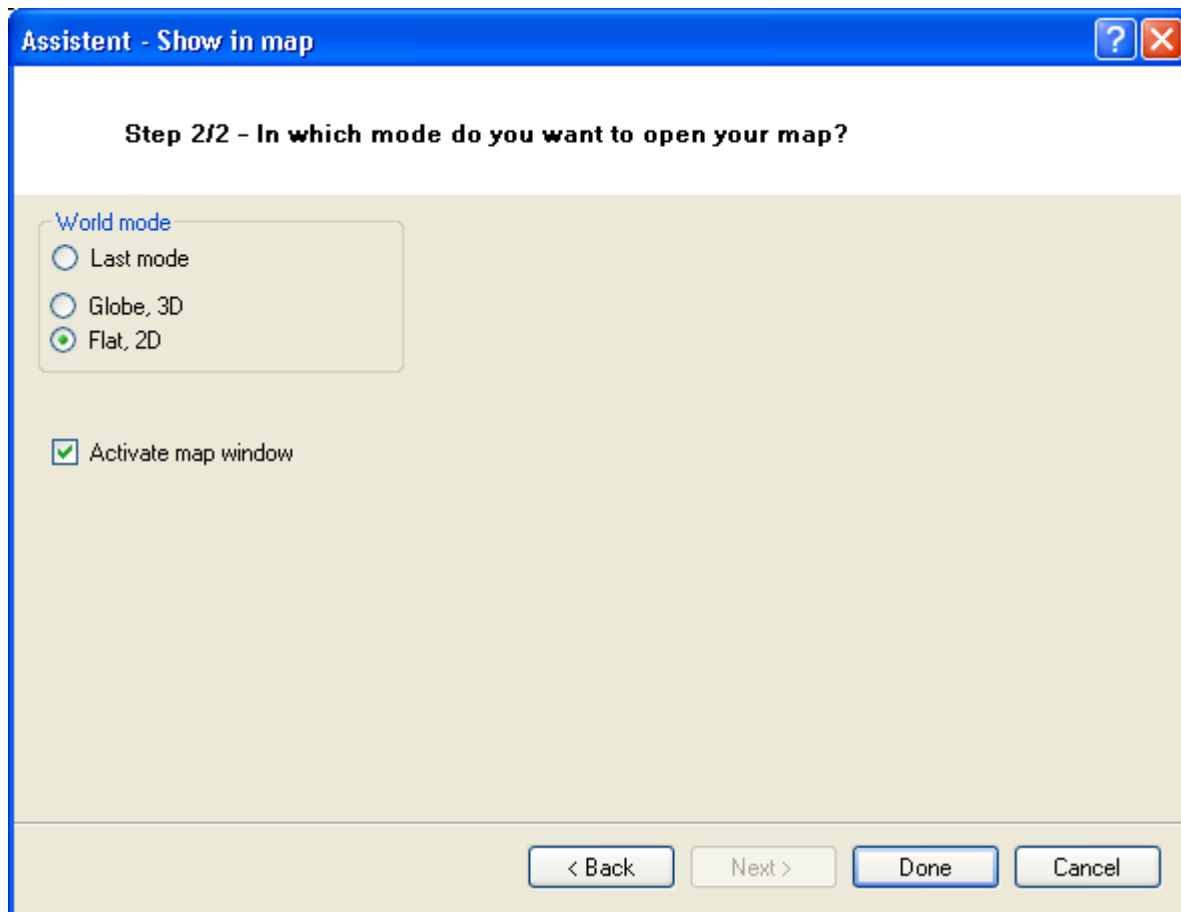 Assistent - Show in map
?
Step 2/2 - In which mode do you want to open your map?
World mode
Last mode
Globe, 3D
Flat, 2D
Activate map window
< Back Next > Done Cancel